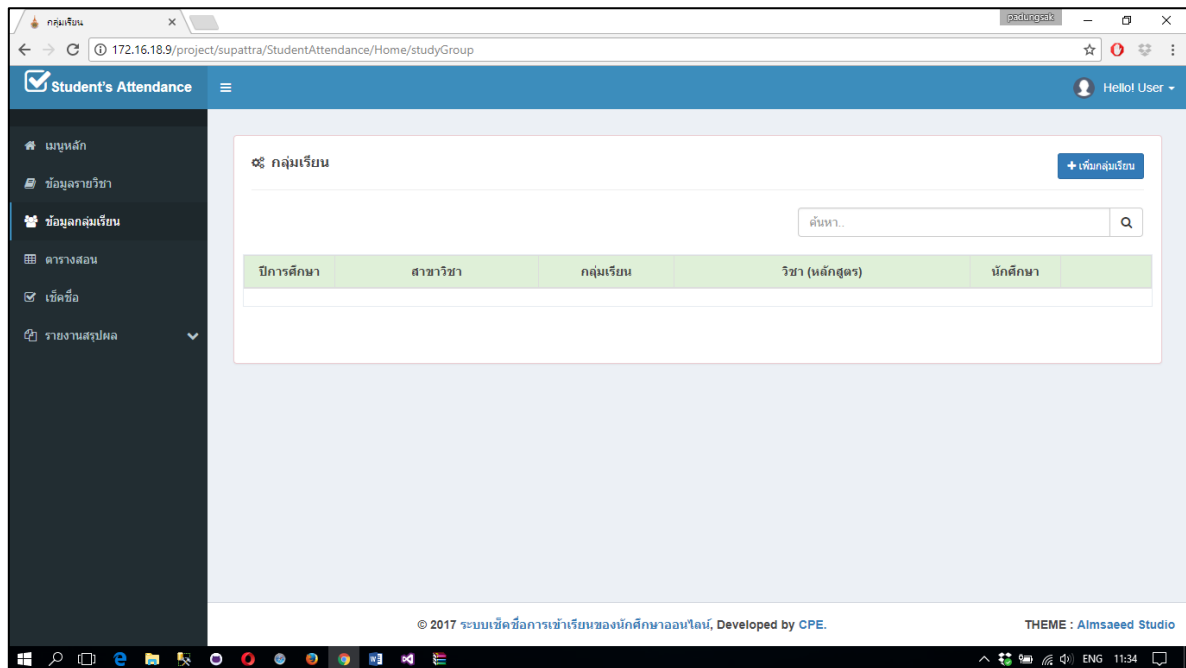 กลุ่มเรียน
padungsak
172.16.18.9/project/supattra/StudentAttendance/Home/studyGroup
Student's Attendance
Hello! User
เมนูหลัก
ข้อมูลรายวิชา
ข้อมูลกลุ่มเรียน
ตารางสอน
เช็คชื่อ
รายงานสรุปผล
กลุ่มเรียน
เพิ่มกลุ่มเรียน
ค้นหา..
ปีการศึกษา สาขาวิชา กลุ่มเรียน วิชา (หลักสูตร) นักศึกษา
© 2017 ระบบเช็คชื่อการเข้าเรียนของนักศึกษาออนไลน์, Developed by CPE.
THEME : Almsaeed Studio
ENG 11:34